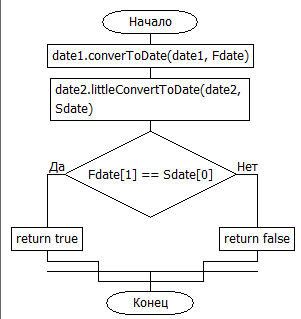 Начало
date1.converToDate(date1, Fdate)
date2.littleConvertToDate(date2,
Sdate)
Да
Нет
Fdate[1] == Sdate[0]
return true
return false
Конец